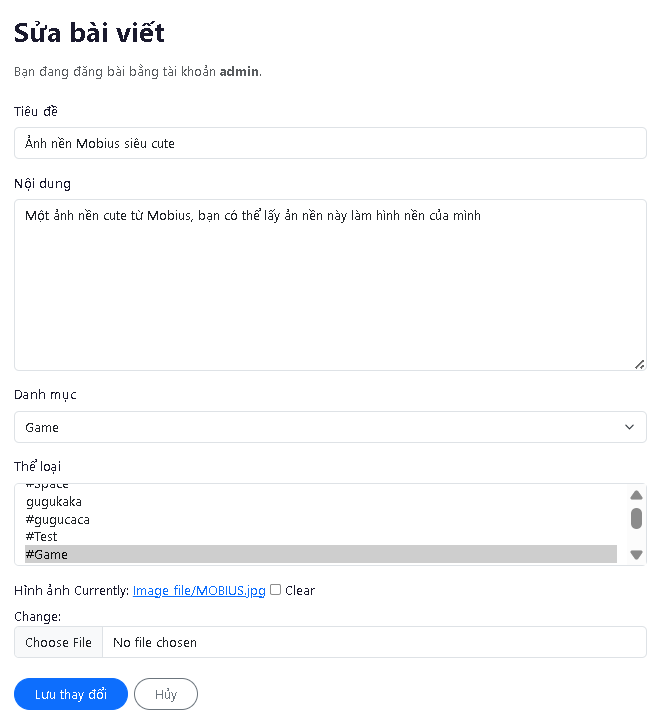 Sửa bài viết
Bạn đang đăng bài bằng tài khoản admin.
Tiêu đề
Ảnh nền Mobius siêu cute
Nội dung
Một ảnh nền cute từ Mobius, bạn có thể lấy ản nền này làm hình nền của mình
Danh mục
Game
Thể loại
#Space
gugukaka
#gugucaca
#Test
#Game
Hình ảnh Currently: Image file/MOBIUS.jpg Clear
Change:
Choose File No file chosen
Lưu thay đổi Hủy